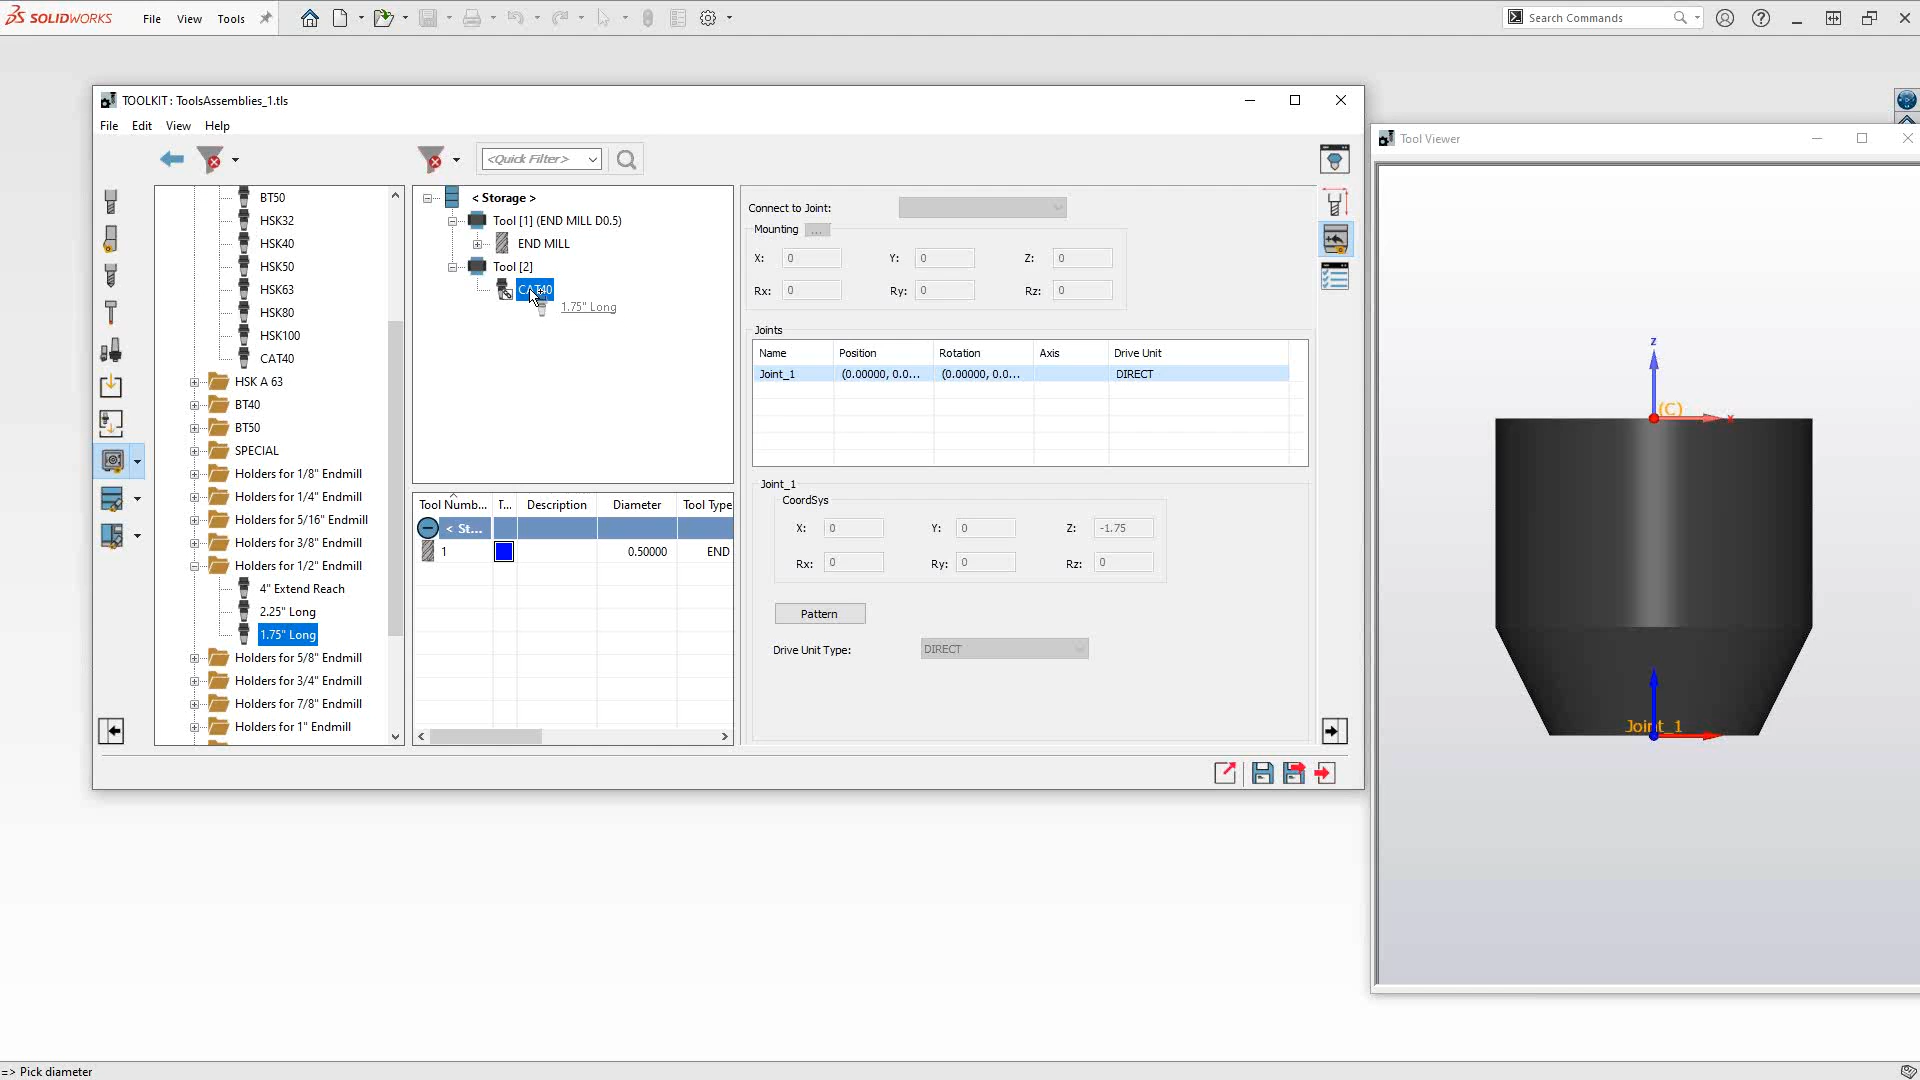 SOLIDWORKS File View Tools Search Commands
TOOLKIT : ToolsAssemblies_1.tls
File Edit View Help
<Quick Filter>
BT50
HSK32
HSK40
HSK50
HSK63
HSK80
HSK100
CAT40
HSK A 63
BT40
BT50
SPECIAL
Holders for 1/8" Endmill
Holders for 1/4" Endmill
Holders for 5/16" Endmill
Holders for 3/8" Endmill
Holders for 1/2" Endmill
4" Extend Reach
2.25" Long
1.75" Long
Holders for 5/8" Endmill
Holders for 3/4" Endmill
Holders for 7/8" Endmill
Holders for 1" Endmill
< Storage >
Tool [1] (END MILL D0.5)
END MILL
Tool [2]
CAT40
1.75" Long
Tool Numb... T... Description Diameter Tool Type
< St...
1 0.50000 END
Connect to Joint:
Mounting ...
X: 0 Y: 0 Z: 0
Rx: 0 Ry: 0 Rz: 0
Joints
Name Position Rotation Axis Drive Unit
Joint_1 (0.00000, 0.0... (0.00000, 0.0... DIRECT
Joint_1
CoordSys
X: 0 Y: 0 Z: -1.75
Rx: 0 Ry: 0 Rz: 0
Pattern
Drive Unit Type: DIRECT
Tool Viewer
z
(C)
x
Joint_1
=> Pick diameter